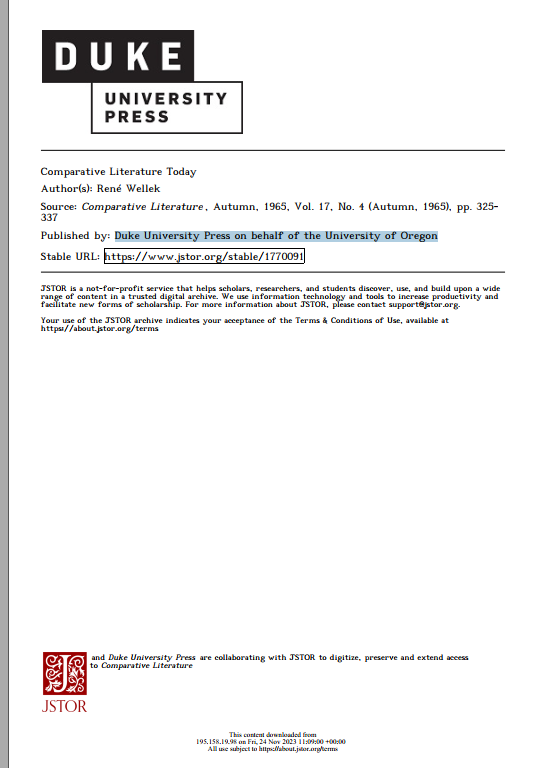 DUKE
UNIVERSITY
PRESS
Comparative Literature Today
Author(s): René Wellek
Source: Comparative Literature, Autumn, 1965, Vol. 17, No. 4 (Autumn, 1965), pp. 325-
337
Published by: Duke University Press on behalf of the University of Oregon
Stable URL: https://www.jstor.org/stable/1770091
JSTOR is a not-for-profit service that helps scholars, researchers, and students discover, use, and build upon a wide
range of content in a trusted digital archive. We use information technology and tools to increase productivity and
facilitate new forms of scholarship. For more information about JSTOR, please contact support@jstor.org.
Your use of the JSTOR archive indicates your acceptance of the Terms & Conditions of Use, available at
https://about.jstor.org/terms
and Duke University Press are collaborating with JSTOR to digitize, preserve and extend access
to Comparative Literature
JSTOR
This content downloaded from
195.158.19.98 on Fri, 24 Nov 2023 11:09:00 +00:00
All use subject to https://about.jstor.org/terms